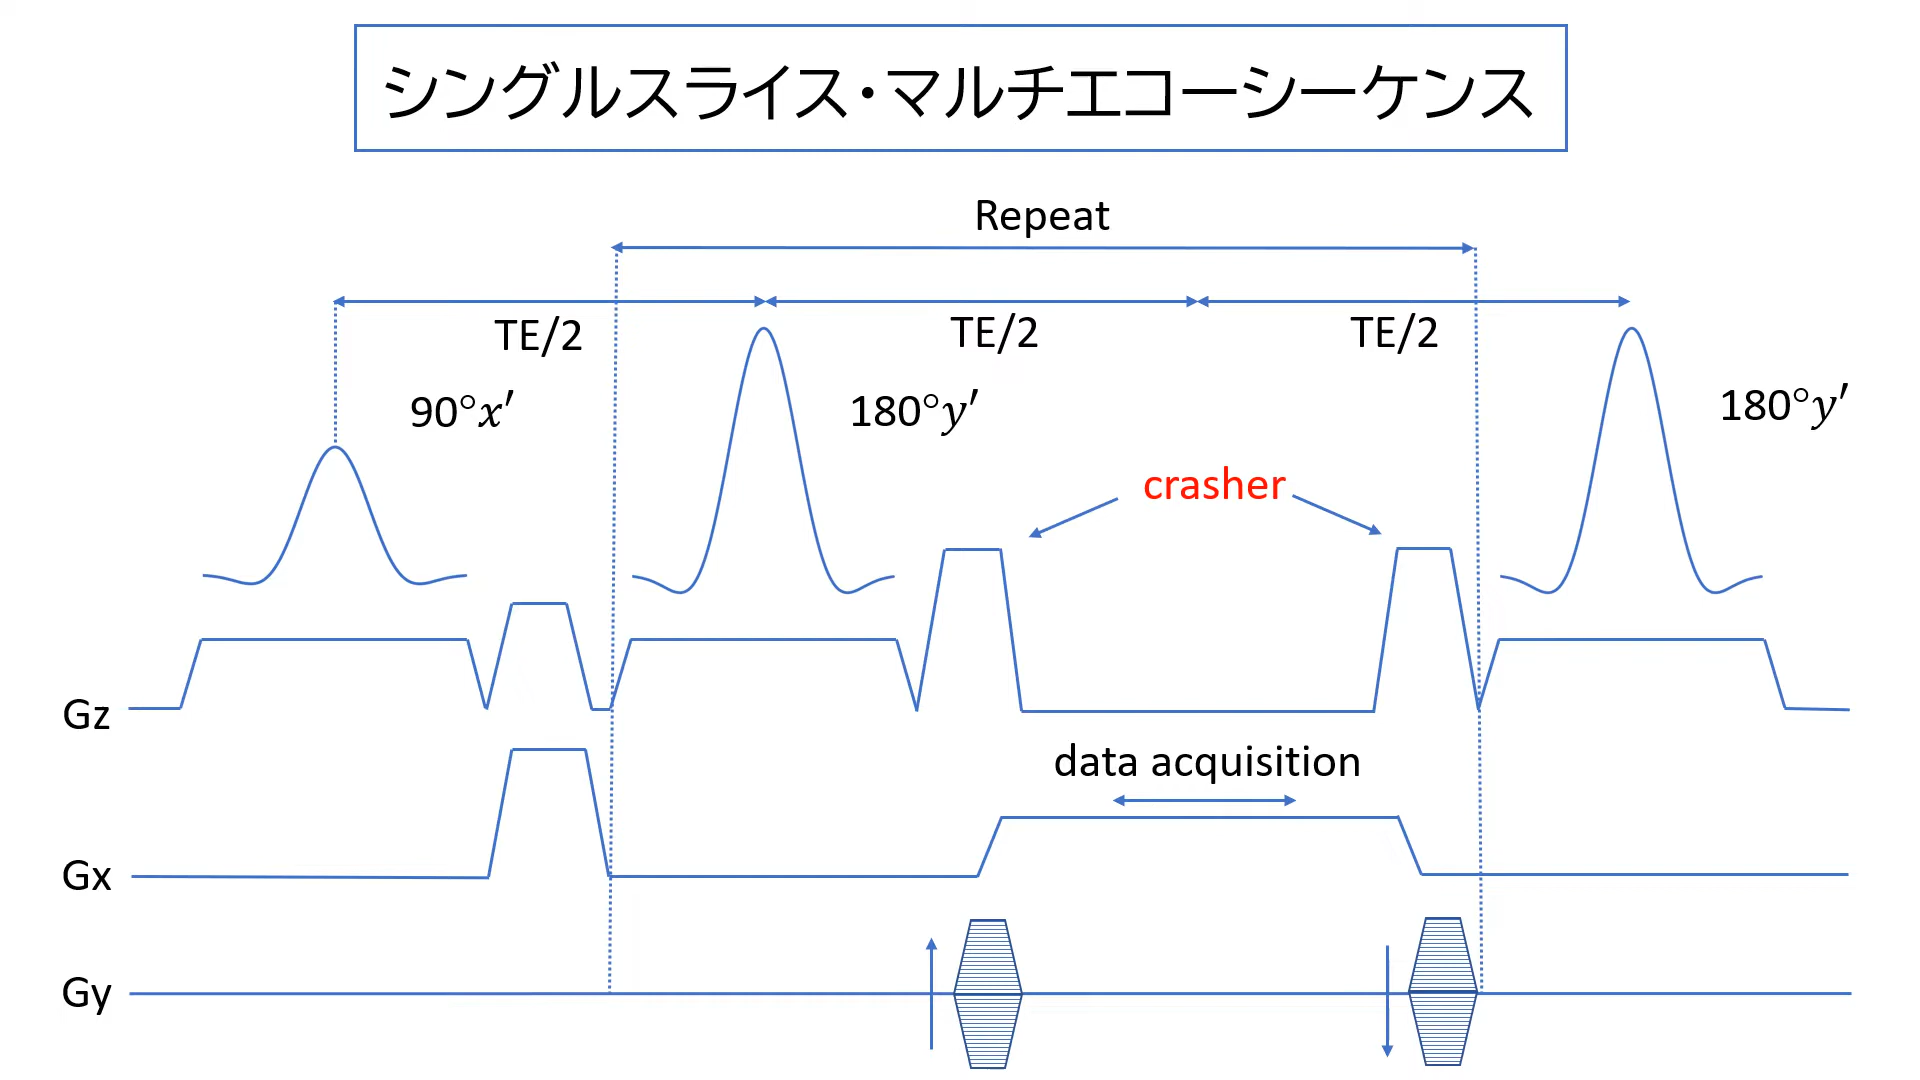 シングルスライス・マルチエコーシーケンス
Repeat
TE/2
TE/2
TE/2
90°x′
180°y′
180°y′
crasher
Gz
data acquisition
Gx
Gy